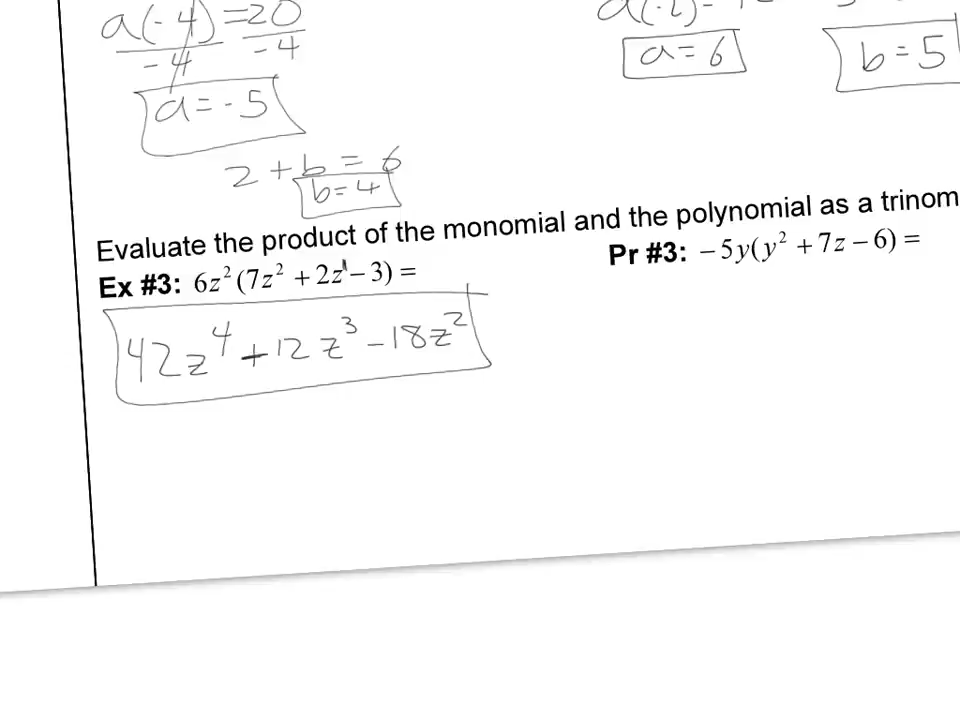 a(-4) = 20
-4 -4
a = 6
b = 5
a = -5
2 + b = 6
b = 4
Evaluate the product of the monomial and the polynomial as a trinom
Ex #3: 6z²(7z² + 2z¹ – 3) =
Pr #3: – 5y(y² + 7z – 6) =
42z⁴ + 12z³ – 18z²